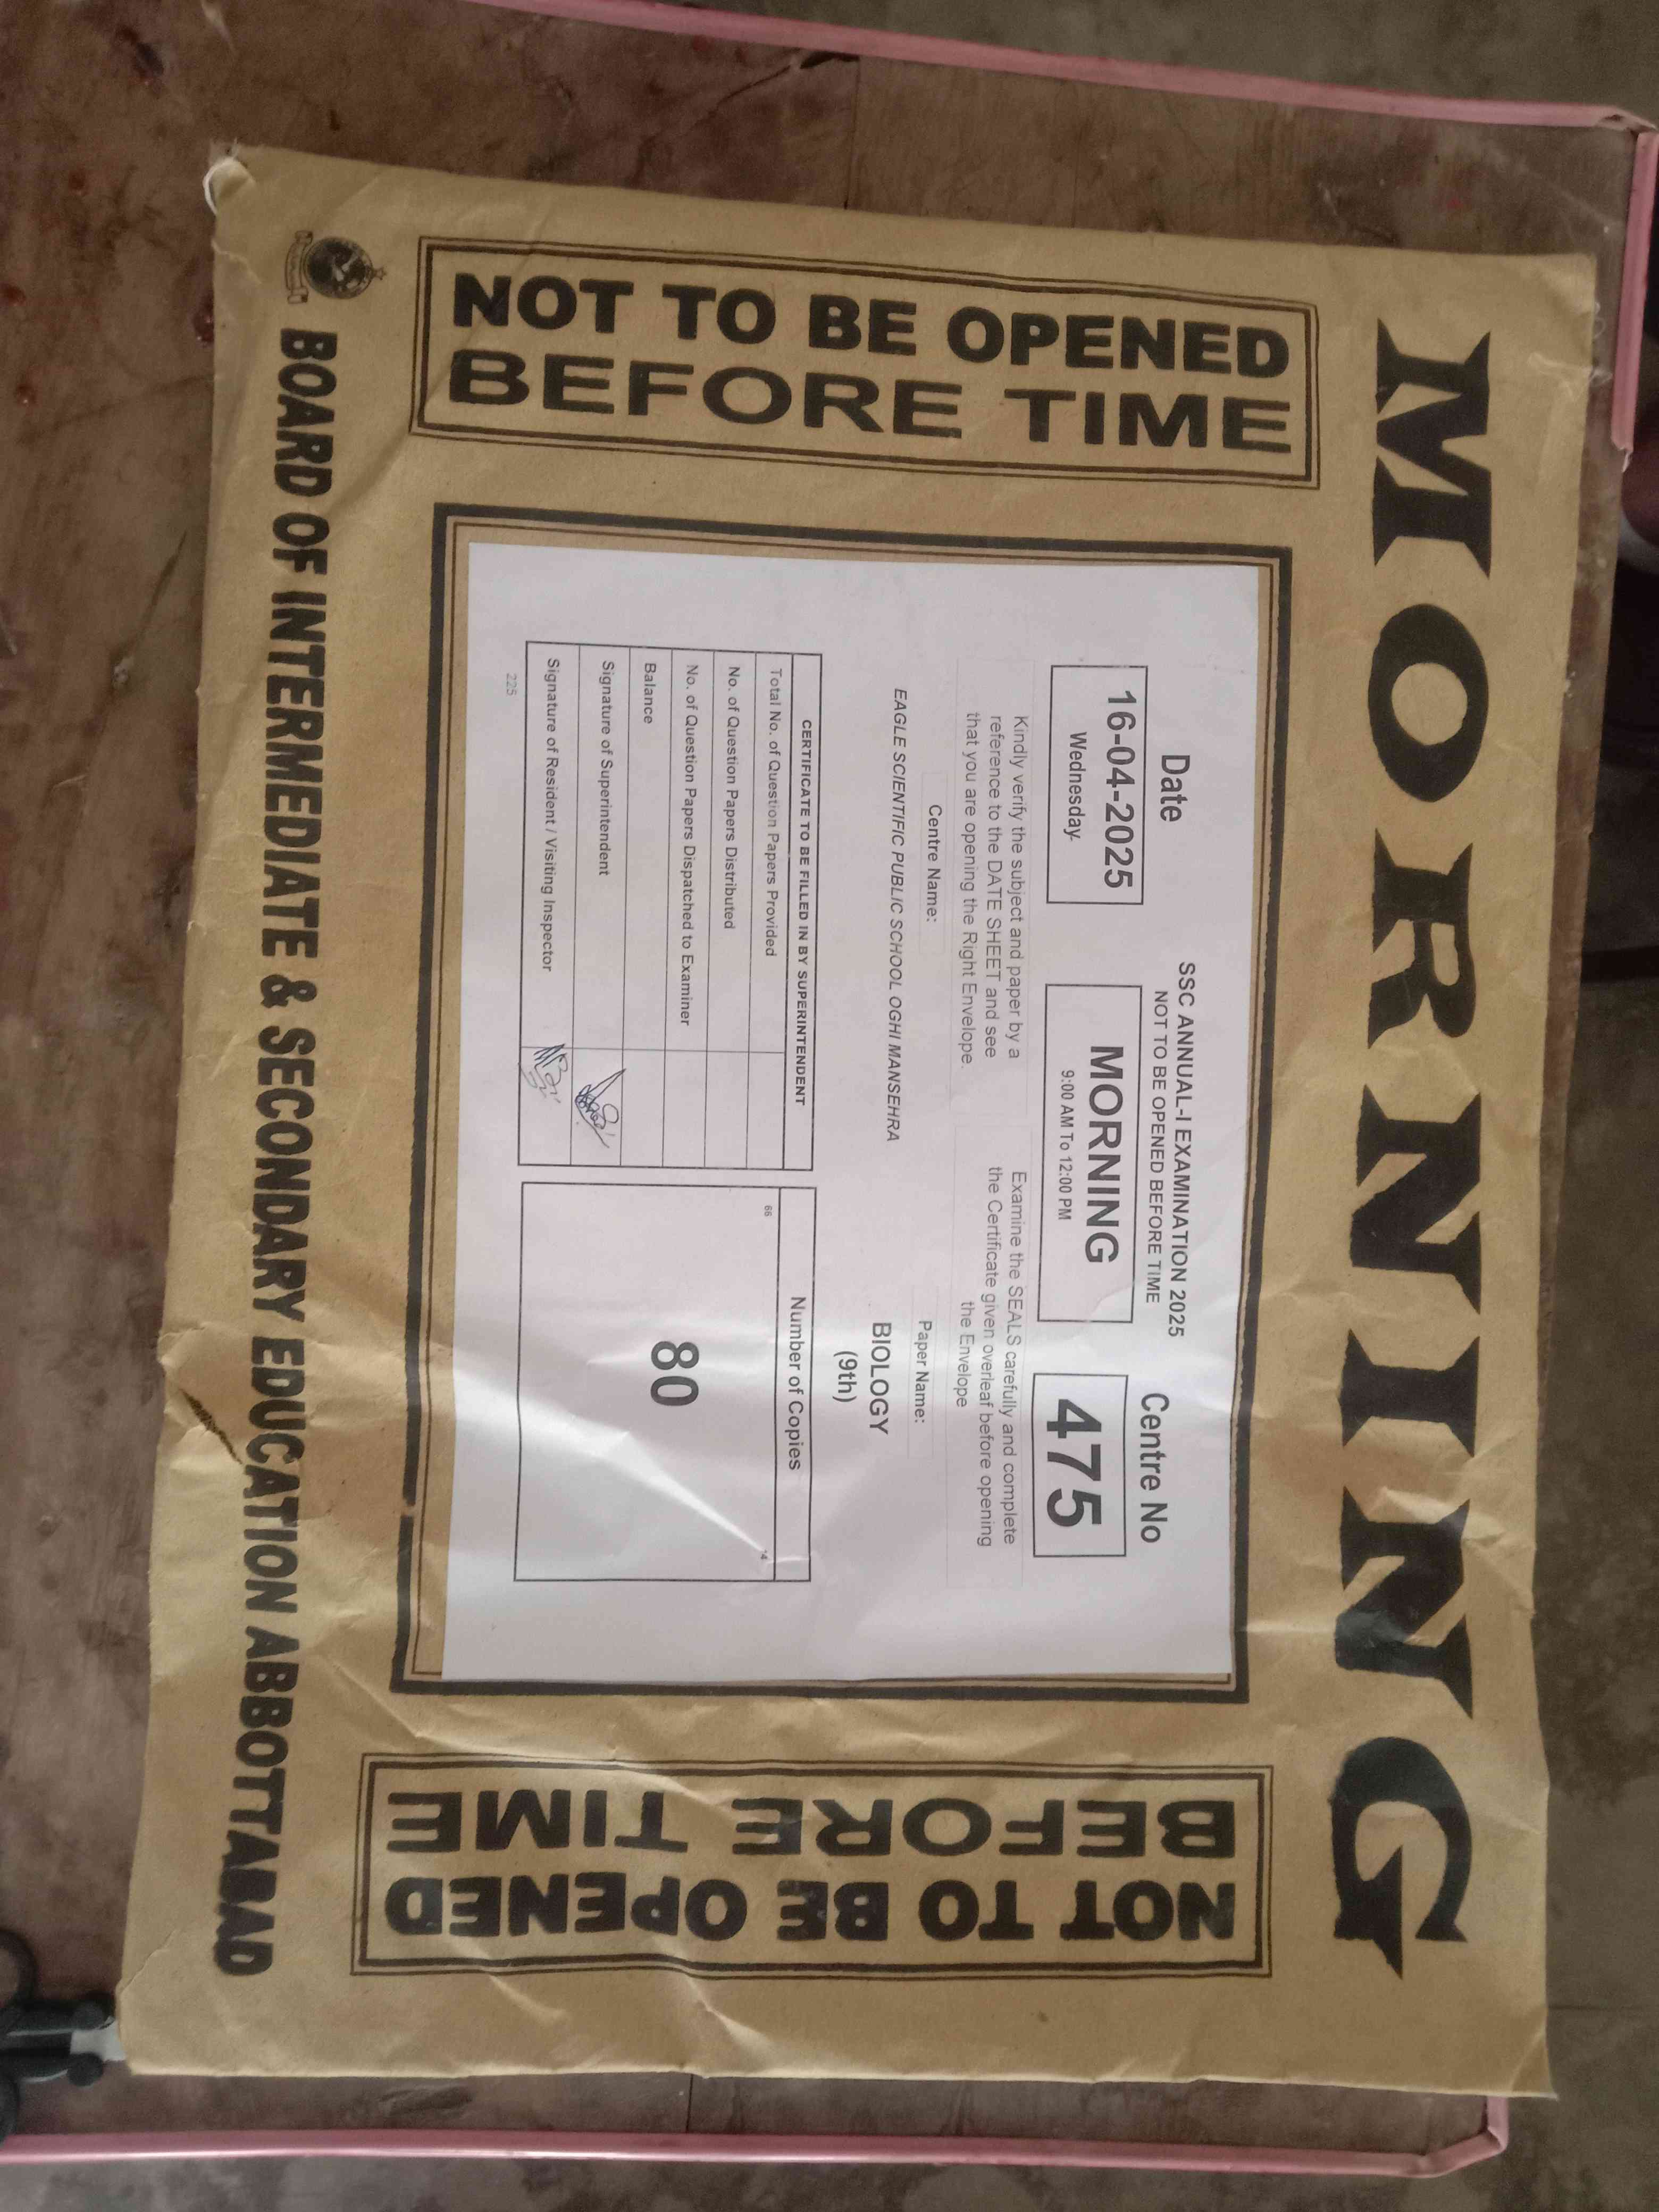 MORNING
NOT TO BE OPENED
BEFORE TIME
Date
16-04-2025
Wednesday
SSC ANNUAL-I EXAMINATION 2025
NOT TO BE OPENED BEFORE TIME
MORNING
9:00 AM To 12:00 PM
Centre No
475
Kindly verify the subject and paper by a
reference to the DATE SHEET and see
that you are opening the Right Envelope.
Examine the SEALS carefully and complete
the Certificate given overleaf before opening
the Envelope
Centre Name:
EAGLE SCIENTIFIC PUBLIC SCHOOL OGHI MANSEHRA
Paper Name:
BIOLOGY
(9th)
CERTIFICATE TO BE FILLED IN BY SUPERINTENDENT
Total No. of Question Papers Provided
No. of Question Papers Distributed
No. of Question Papers Dispatched to Examiner
Balance
Signature of Superintendent
Signature of Resident / Visiting Inspector
225
Number of Copies
66
80
NOT TO BE OPENED
BEFORE TIME
BOARD OF INTERMEDIATE & SECONDARY EDUCATION ABBOTTABAD